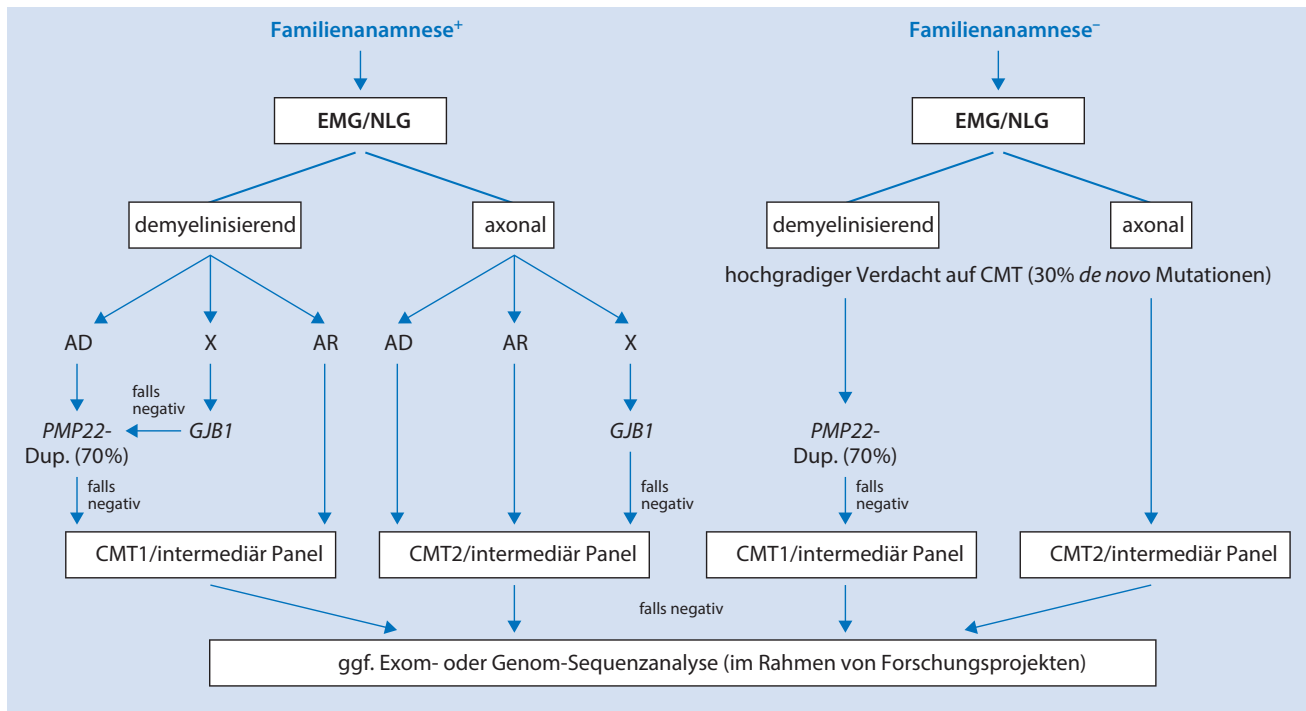 Familienanamnese⁺
Familienanamnese⁻
EMG/NLG
EMG/NLG
demyelinisierend
axonal
demyelinisierend
axonal
hochgradiger Verdacht auf CMT (30% de novo Mutationen)
AD
X
AR
AD
AR
X
falls
negativ
PMP22-
Dup. (70%)
GJB1
GJB1
PMP22-
Dup. (70%)
falls
negativ
falls
negativ
falls
negativ
CMT1/intermediär Panel
CMT2/intermediär Panel
CMT1/intermediär Panel
CMT2/intermediär Panel
falls negativ
ggf. Exom- oder Genom-Sequenzanalyse (im Rahmen von Forschungsprojekten)